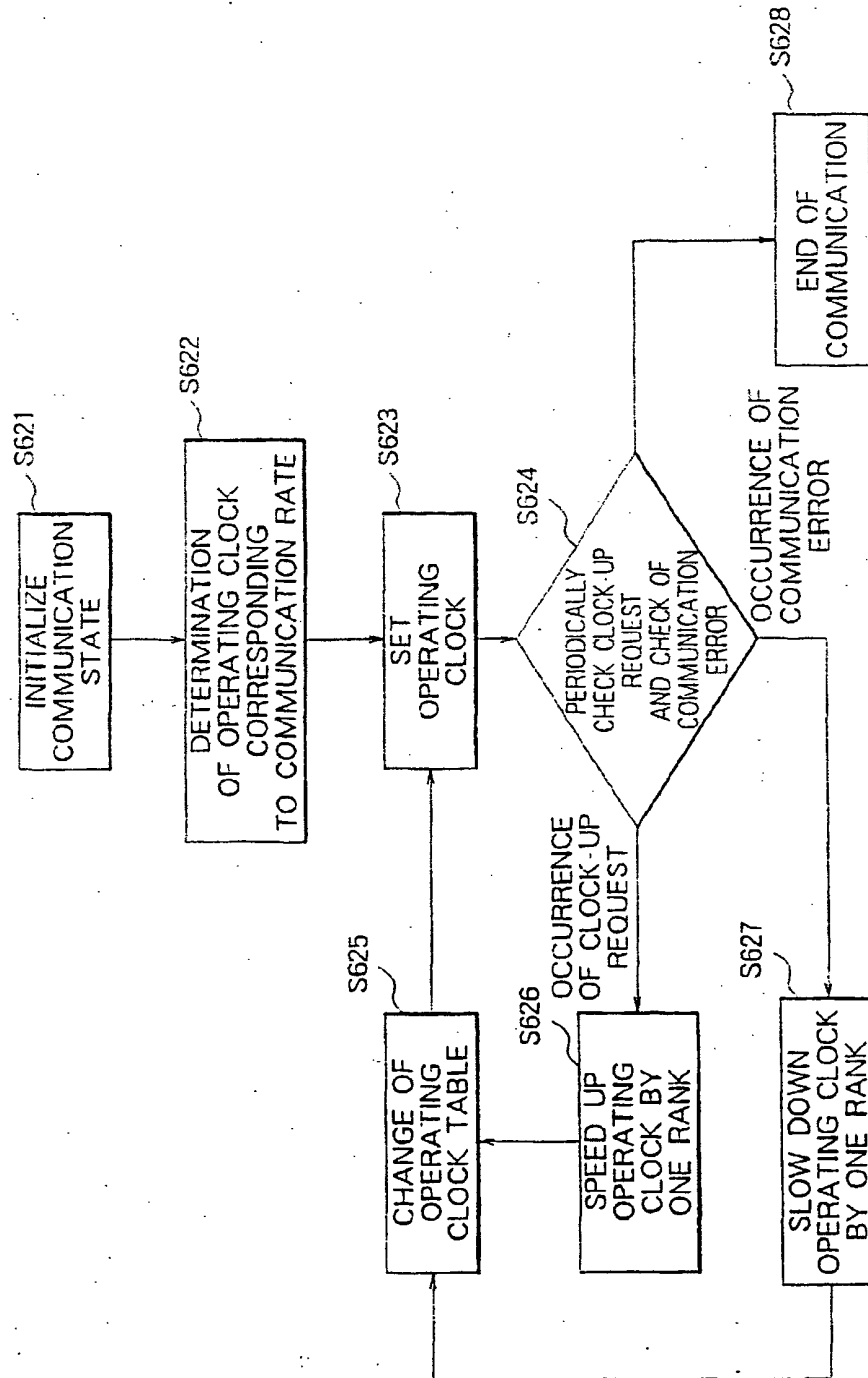 S621
INITIALIZE
COMMUNICATION
STATE
S622
DETERMINATION
OF OPERATING CLOCK
CORRESPONDING
TO COMMUNICATION RATE
S625
CHANGE OF
OPERATING
CLOCK TABLE
S623
SET
OPERATING
CLOCK
S624
PERIODICALLY
CHECK CLOCK-UP
REQUEST
AND CHECK OF
COMMUNICATION
ERROR
OCCURRENCE
OF CLOCK-UP
REQUEST
S626
SPEED UP
OPERATING
CLOCK BY
ONE RANK
OCCURRENCE OF
COMMUNICATION
ERROR
S627
SLOW DOWN
OPERATING CLOCK
BY ONE RANK
S628
END OF
COMMUNICATION